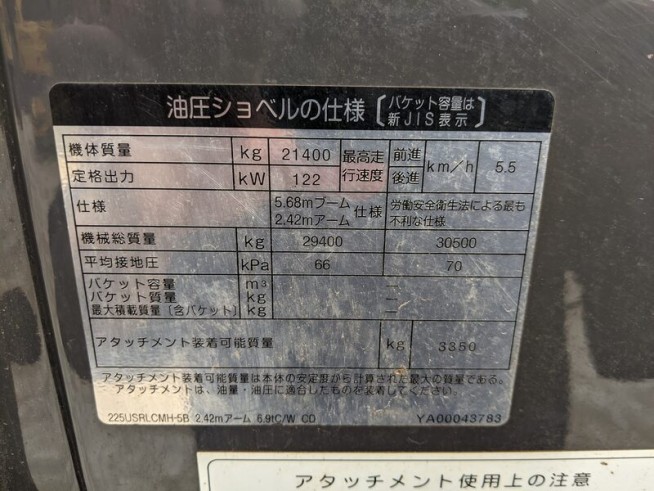 油圧ショベルの仕様〔バケット容量は 新JIS表示〕
機体質量 kg 21400 最高走行速度 前進 後進 km/h 5.5
定格出力 kW 122
仕様 5.68mブーム 2.42mアーム 仕様 労働安全衛生法による最も不利な仕様
機械総質量 kg 29400 30500
平均接地圧 kPa 66 70
バケット容量 m³ —
バケット質量 kg —
最大積載質量〔含バケット〕 kg —
アタッチメント装着可能質量 kg 3350
アタッチメント装着可能質量は本体の安定度から計算された最大の質量である。
アタッチメントは、油量・油圧に適合したものを装着してください。
225USRLCMH-5B 2.42mアーム 6.9tC/W CD YA00043783
アタッチメント使用上の注意